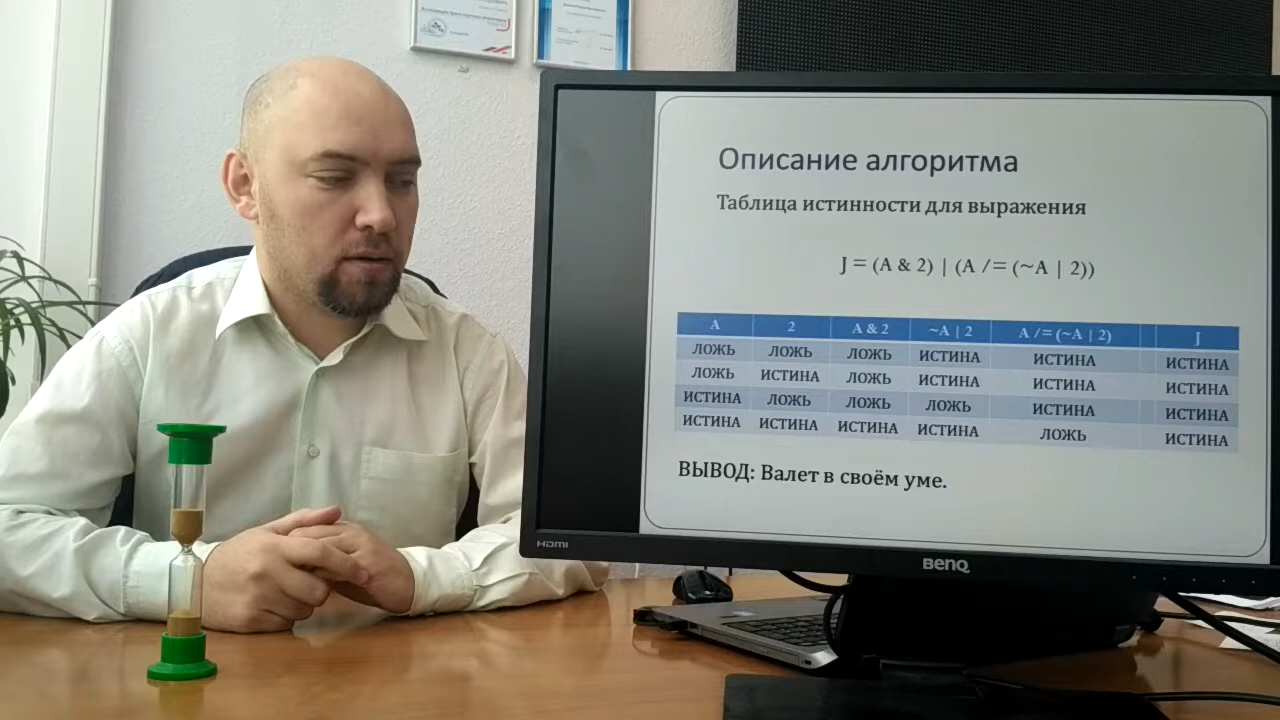 Описание алгоритма
Таблица истинности для выражения
J = (A & 2) | (A /= (~A | 2))
A 2 A & 2 ~A | 2 A /= (~A | 2) J
ЛОЖЬ ЛОЖЬ ЛОЖЬ ИСТИНА ИСТИНА ИСТИНА
ЛОЖЬ ИСТИНА ЛОЖЬ ИСТИНА ИСТИНА ИСТИНА
ИСТИНА ЛОЖЬ ЛОЖЬ ЛОЖЬ ИСТИНА ИСТИНА
ИСТИНА ИСТИНА ИСТИНА ИСТИНА ЛОЖЬ ИСТИНА
ВЫВОД: Валет в своём уме.
HDMI
BENQ